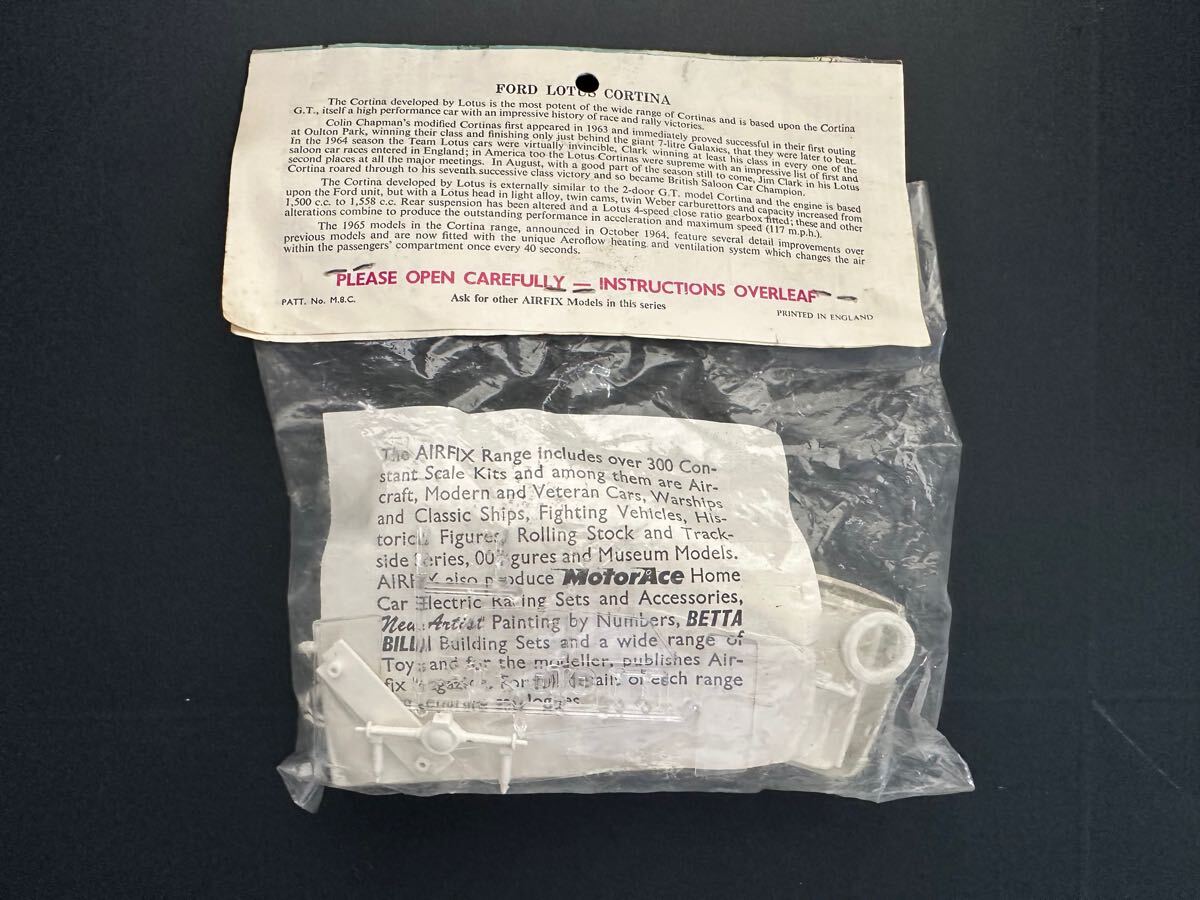 FORD LOTUS CORTINA
The Cortina developed by Lotus is the most potent of the wide range of Cortinas and is based upon the Cortina
G.T., itself a high performance car with an impressive history of race and rally victories.
Colin Chapman's modified Cortinas first appeared in 1963 and immediately proved successful in their first outing
at Oulton Park, winning their class and finishing only just behind the giant 7-litre Galaxies, that they were later to beat.
In the 1964 season the Team Lotus cars were virtually invincible, Clark winning at least his class in every one of the
saloon car races entered in England; in America too the Lotus Cortinas were supreme with an impressive list of first and
second places at all the major meetings. In August, with a good part of the season still to come, Jim Clark in his Lotus
Cortina roared through to his seventh successive class victory and so became British Saloon Car Champion.
The Cortina developed by Lotus is externally similar to the 2-door G.T. model Cortina and the engine is based
upon the Ford unit, but with a Lotus head in light alloy, twin cams, twin Weber carburettors and capacity increased from
1,500 c.c. to 1,558 c.c. Rear suspension has been altered and a Lotus 4-speed close ratio gearbox fitted; these and other
alterations combine to produce the outstanding performance in acceleration and maximum speed (117 m.p.h.).
The 1965 models in the Cortina range, announced in October 1964, feature several detail improvements over
previous models and are now fitted with the unique Aeroflow heating and ventilation system which changes the air
within the passengers' compartment once every 40 seconds.
PLEASE OPEN CAREFULLY — INSTRUCTIONS OVERLEAF
PATT. No. M.8.C.
Ask for other AIRFIX Models in this series
PRINTED IN ENGLAND
The AIRFIX Range includes over 300 Con-
stant Scale Kits and among them are Air-
craft, Modern and Veteran Cars, Warships
and Classic Ships, Fighting Vehicles, His-
torical Figures, Rolling Stock and Track-
side Series, 00 Figures and Museum Models.
AIRFIX also produce MotorAce Home
Car Electric Racing Sets and Accessories,
New Artist Painting by Numbers, BETTA
BILDA Building Sets and a wide range of
Toys and for the modeller, publishes Air-
fix Magazine. For full details of each range